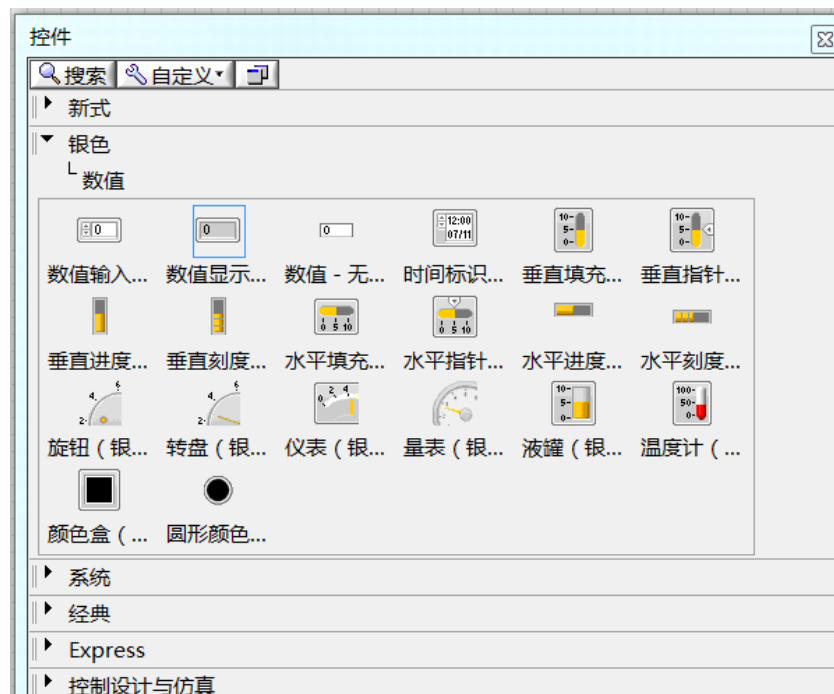 控件
搜索 自定义
新式
银色
数值
0 0 0 12:00 10- 10-
07/11 5- 5-
0- 0-
数值输入... 数值显示... 数值 - 无... 时间标识... 垂直填充... 垂直指针...
0 5 10 0 5 10
垂直进度... 垂直刻度... 水平填充... 水平指针... 水平进度... 水平刻度...
6 6 2 4 10- 100-
4 4 0 5- 50-
2 2 0- 0-
旋钮 ( 银... 转盘 ( 银... 仪表 ( 银... 量表 ( 银... 液罐 ( 银... 温度计 ( ...
颜色盒 ( ... 圆形颜色...
系统
经典
Express
控制设计与仿真